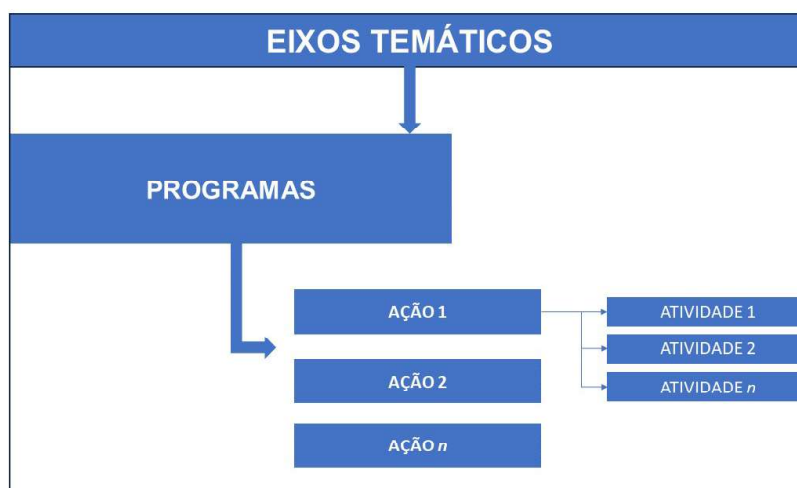 EIXOS TEMÁTICOS
PROGRAMAS
AÇÃO 1
ATIVIDADE 1
ATIVIDADE 2
AÇÃO 2
ATIVIDADE n
AÇÃO n